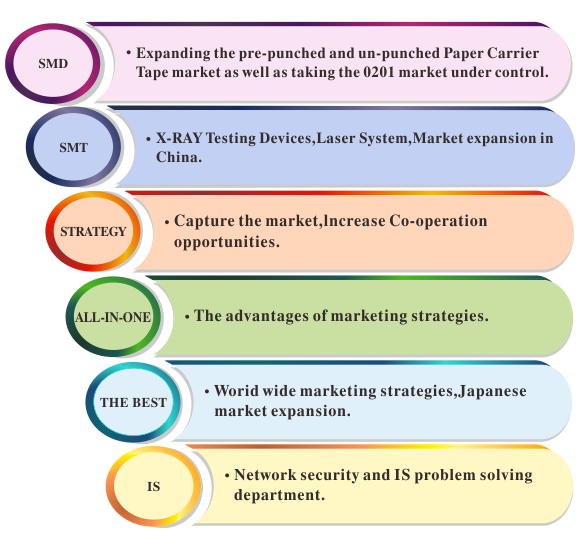 SMD
• Expanding the pre-punched and un-punched Paper Carrier
Tape market as well as taking the 0201 market under control.
SMT
• X-RAY Testing Devices,Laser System,Market expansion in
China.
STRATEGY
• Capture the market,Increase Co-operation
opportunities.
ALL-IN-ONE
• The advantages of marketing strategies.
THE BEST
• Worid wide marketing strategies,Japanese
market expansion.
IS
• Network security and IS problem solving
department.